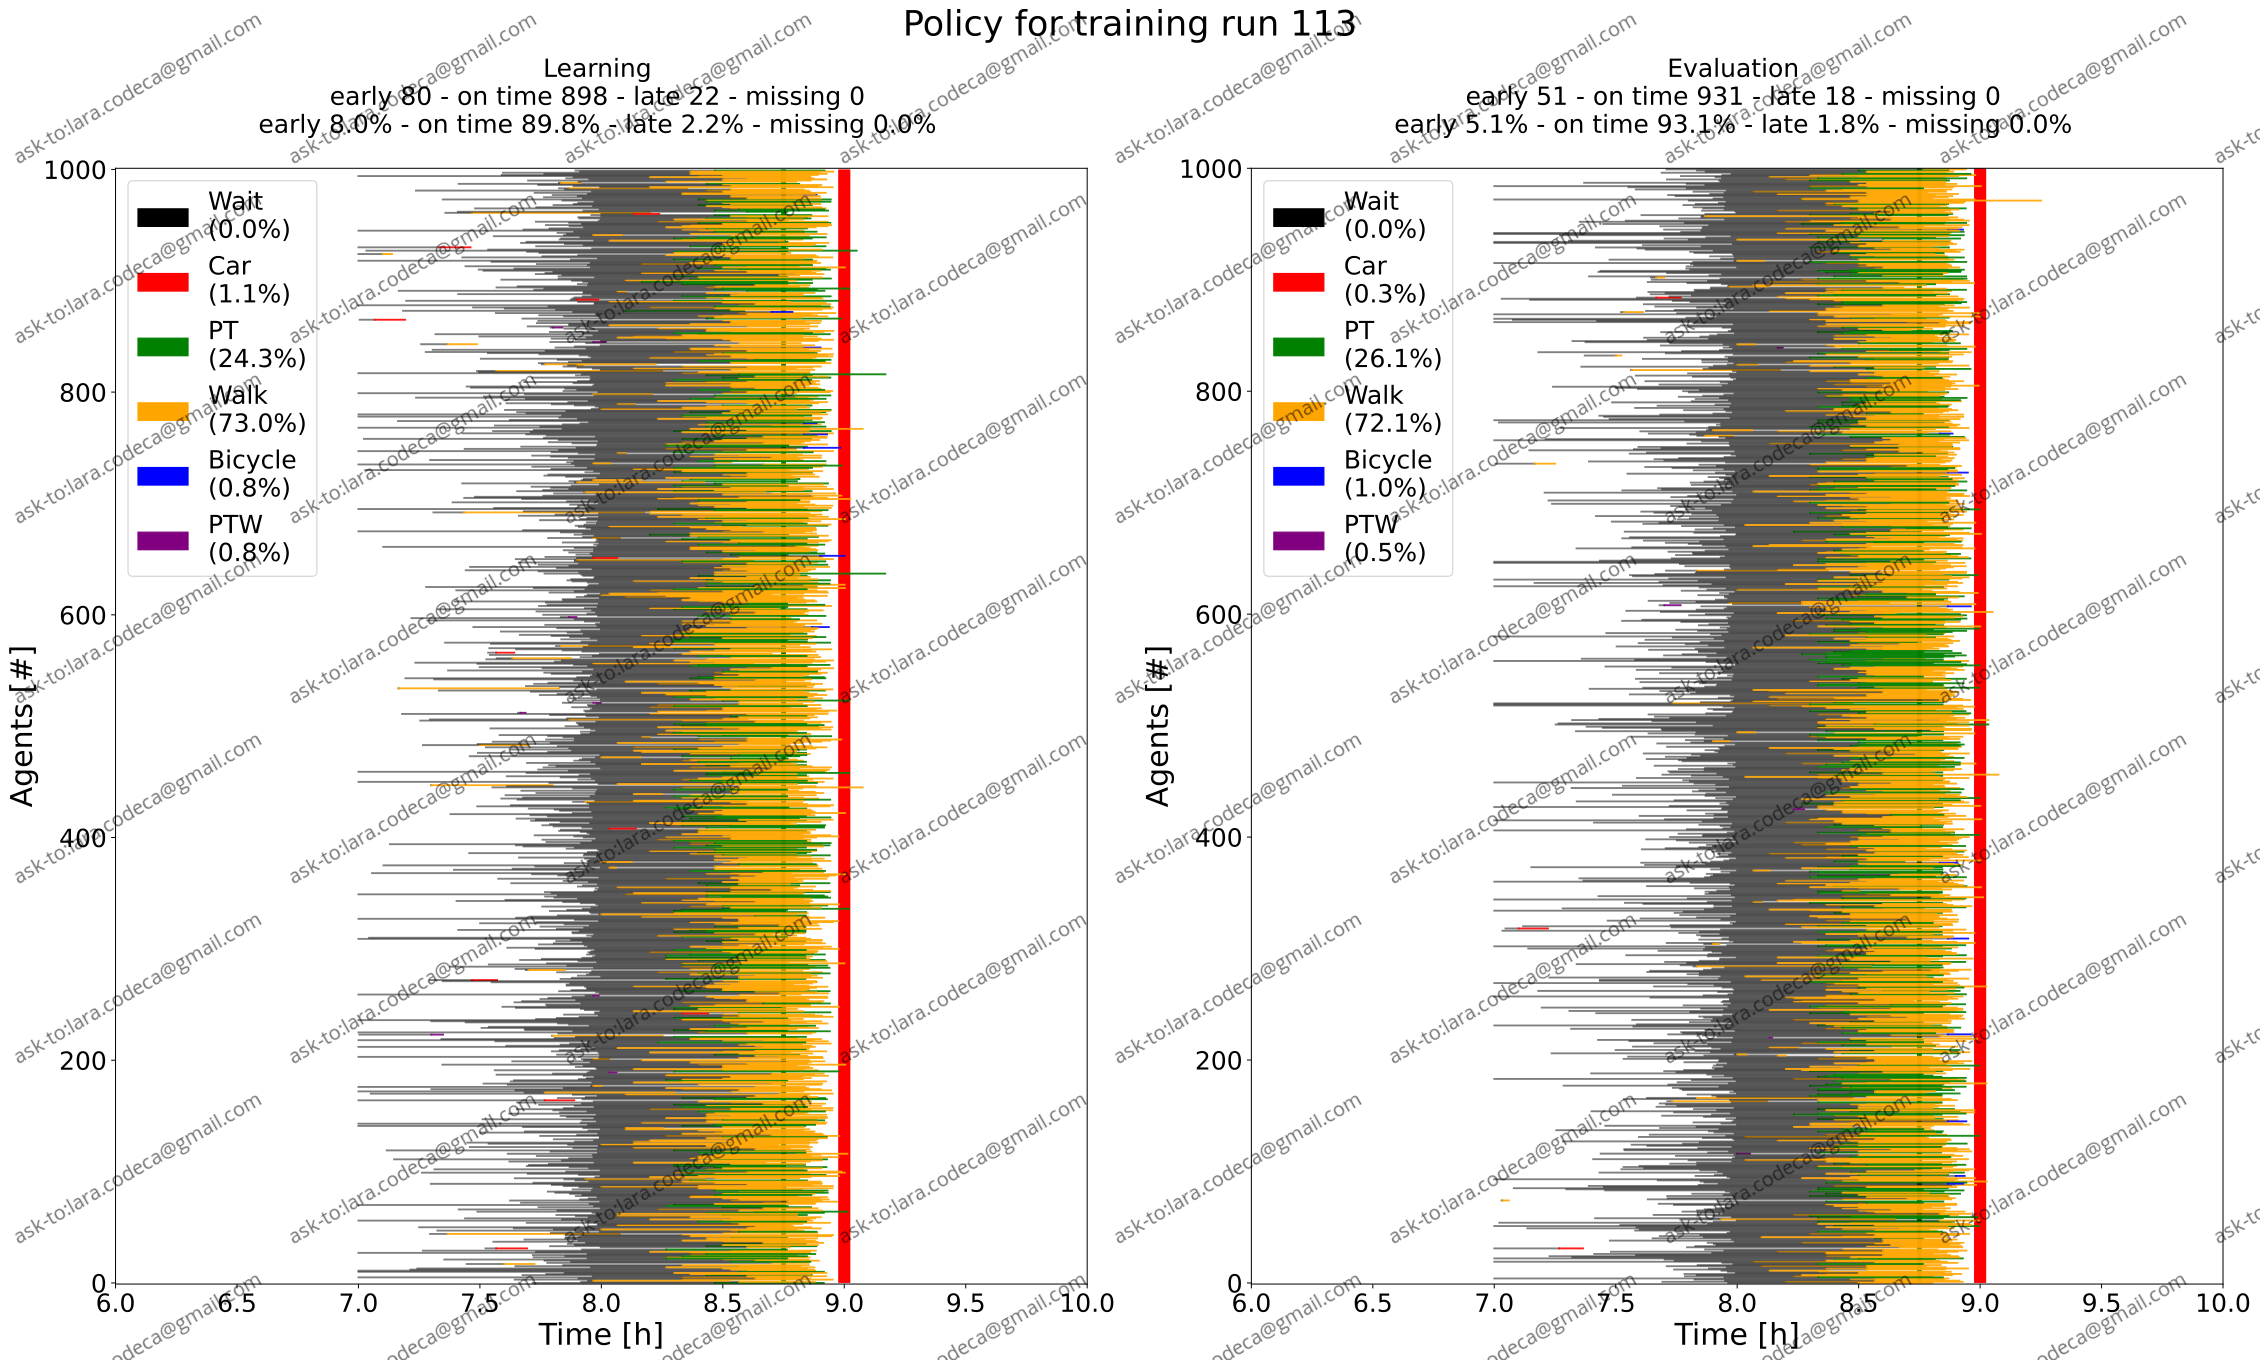 Policy for training run 113
Learning
early 80 - on time 898 - late 22 - missing 0
early 8.0% - on time 89.8% - late 2.2% - missing 0.0%
1000
800
600
400
200
0
Agents [#]
Wait
(0.0%)
Car
(1.1%)
PT
(24.3%)
Walk
(73.0%)
Bicycle
(0.8%)
PTW
(0.8%)
6.0 6.5 7.0 7.5 8.0 8.5 9.0 9.5 10.0
Time [h]
Evaluation
early 51 - on time 931 - late 18 - missing 0
early 5.1% - on time 93.1% - late 1.8% - missing 0.0%
1000
800
600
400
200
0
Agents [#]
Wait
(0.0%)
Car
(0.3%)
PT
(26.1%)
Walk
(72.1%)
Bicycle
(1.0%)
PTW
(0.5%)
6.0 6.5 7.0 7.5 8.0 8.5 9.0 9.5 10.0
Time [h]
ask-to:lara.codeca@gmail.com